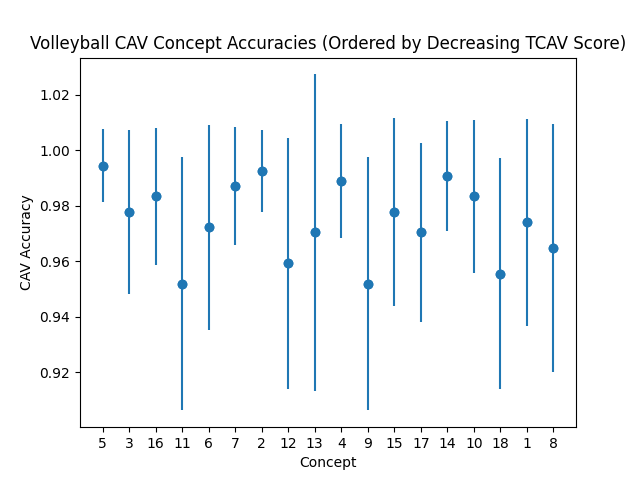 Volleyball CAV Concept Accuracies (Ordered by Decreasing TCAV Score)
CAV Accuracy
1.02
1.00
0.98
0.96
0.94
0.92
5 3 16 11 6 7 2 12 13 4 9 15 17 14 10 18 1 8
Concept